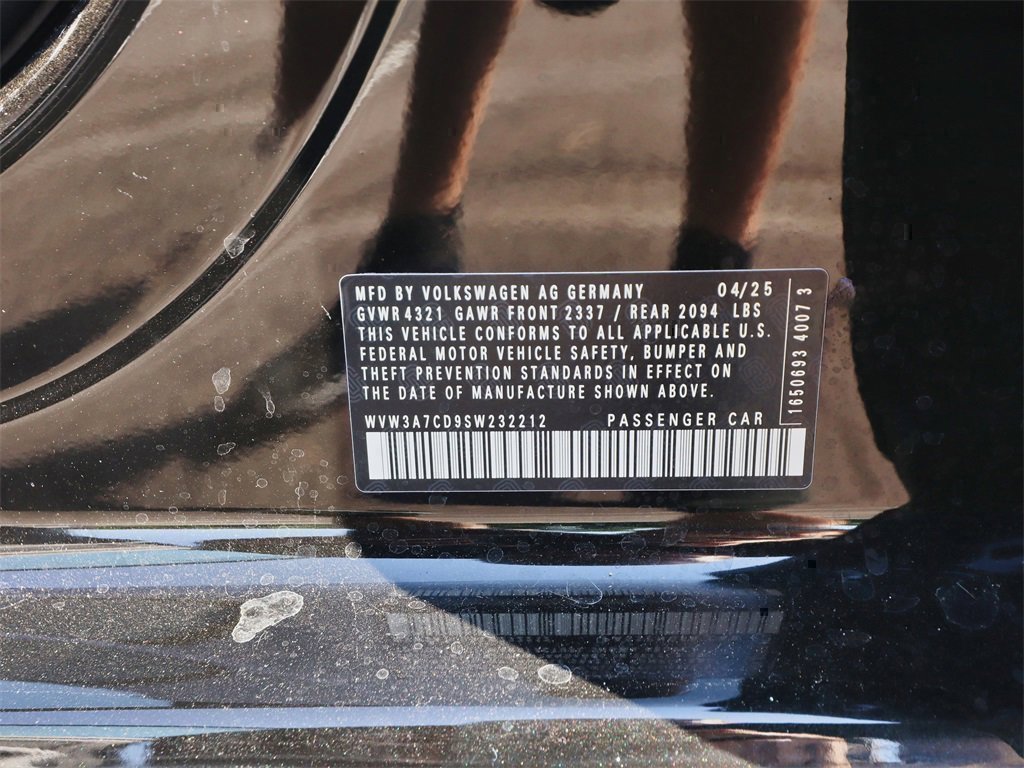 MFD BY VOLKSWAGEN AG GERMANY 04/25
GVWR 4321 GAWR FRONT 2337 / REAR 2094 LBS
THIS VEHICLE CONFORMS TO ALL APPLICABLE U.S.
FEDERAL MOTOR VEHICLE SAFETY, BUMPER AND
THEFT PREVENTION STANDARDS IN EFFECT ON
THE DATE OF MANUFACTURE SHOWN ABOVE.
WVW3A7CD9SW232212 PASSENGER CAR
1650693 40073 3